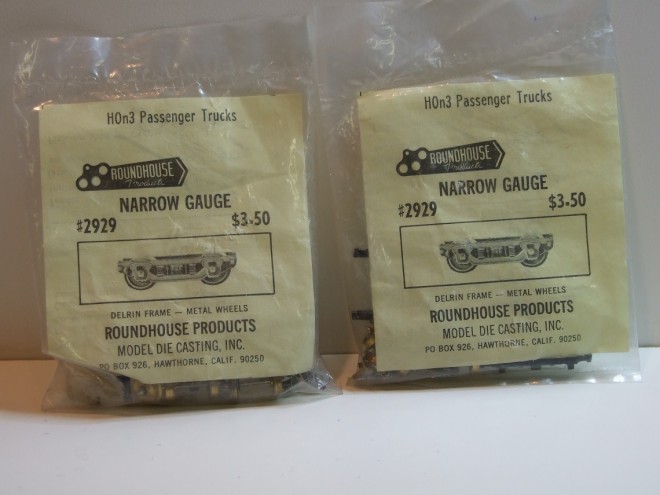 HOn3 Passenger Trucks
ROUNDHOUSE
Products
NARROW GAUGE
#2929 $3.50
DELRIN FRAME — METAL WHEELS
ROUNDHOUSE PRODUCTS
MODEL DIE CASTING, INC.
PO BOX 926, HAWTHORNE, CALIF. 90250
HOn3 Passenger Trucks
ROUNDHOUSE
Products
NARROW GAUGE
#2929 $3.50
DELRIN FRAME — METAL WHEELS
ROUNDHOUSE PRODUCTS
MODEL DIE CASTING, INC.
PO BOX 926, HAWTHORNE, CALIF. 90250